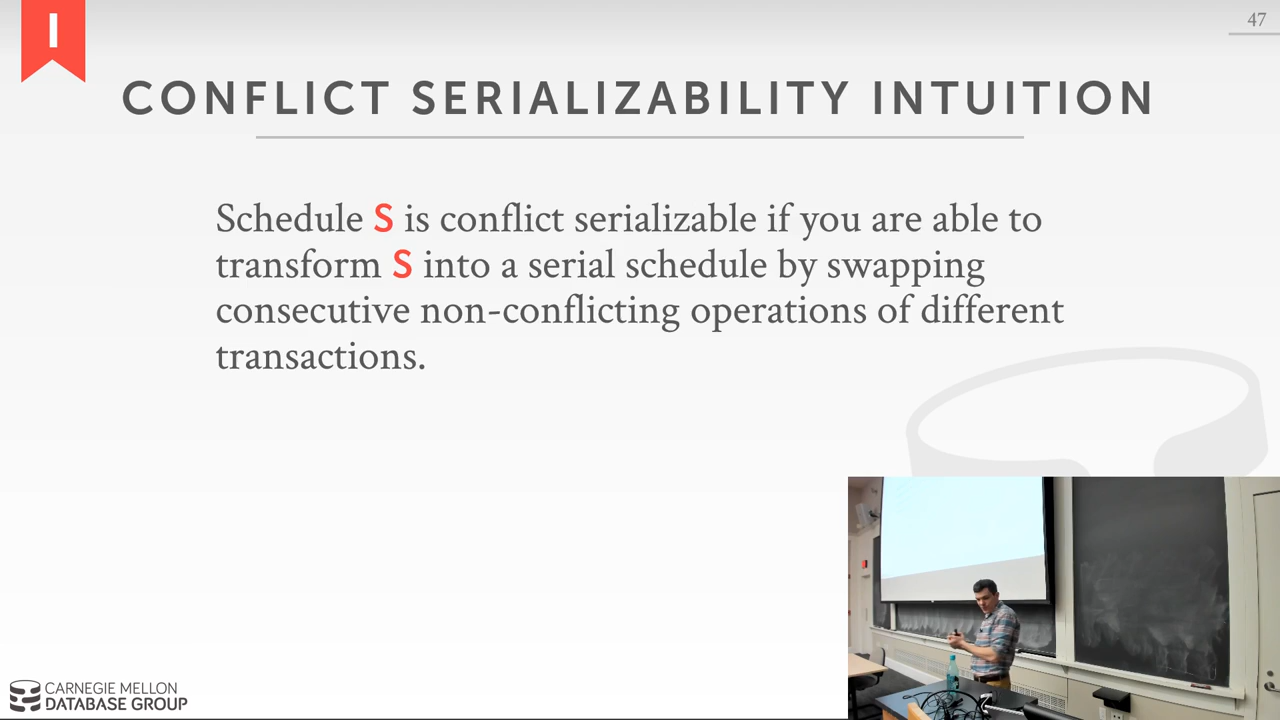 I
47
CONFLICT SERIALIZABILITY INTUITION
Schedule S is conflict serializable if you are able to
transform S into a serial schedule by swapping
consecutive non-conflicting operations of different
transactions.
CARNEGIE MELLON
DATABASE GROUP